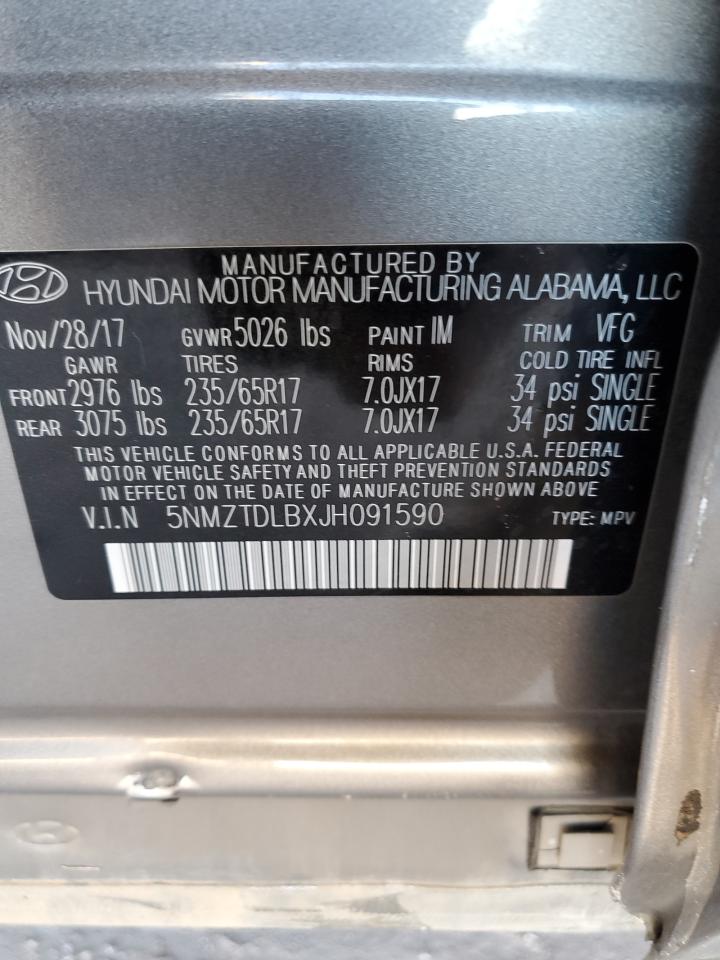 MANUFACTURED BY
HYUNDAI MOTOR MANUFACTURING ALABAMA, LLC
Nov/28/17 GVWR 5026 lbs PAINT IM TRIM VFG
GAWR TIRES RIMS COLD TIRE INFL
FRONT 2976 lbs 235/65R17 7.0JX17 34 psi SINGLE
REAR 3075 lbs 235/65R17 7.0JX17 34 psi SINGLE
THIS VEHICLE CONFORMS TO ALL APPLICABLE U.S.A. FEDERAL
MOTOR VEHICLE SAFETY AND THEFT PREVENTION STANDARDS
IN EFFECT ON THE DATE OF MANUFACTURE SHOWN ABOVE
V.I.N 5NMZTDLBXJH091590 TYPE: MPV